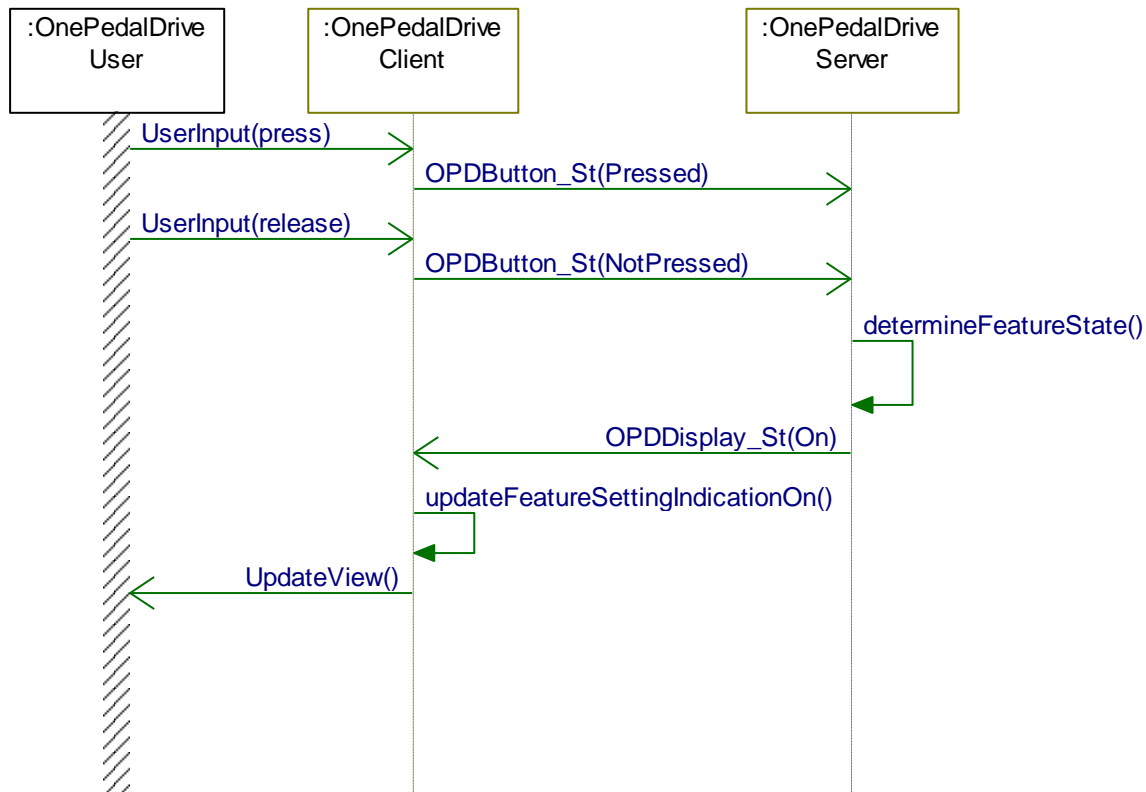 :OnePedalDrive
User
:OnePedalDrive
Client
:OnePedalDrive
Server
UserInput(press)
OPDButton_St(Pressed)
UserInput(release)
OPDButton_St(NotPressed)
determineFeatureState()
OPDDisplay_St(On)
updateFeatureSettingIndicationOn()
UpdateView()